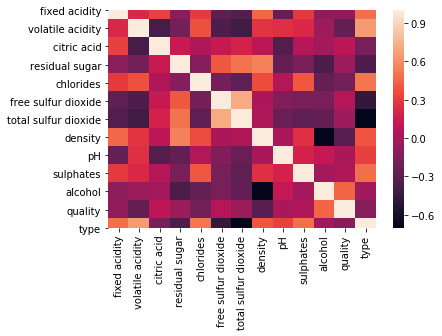 fixed acidity
volatile acidity
citric acid
residual sugar
chlorides
free sulfur dioxide
total sulfur dioxide
density
pH
sulphates
alcohol
quality
type
fixed acidity
volatile acidity
citric acid
residual sugar
chlorides
free sulfur dioxide
total sulfur dioxide
density
pH
sulphates
alcohol
quality
type
0.9
0.6
0.3
0.0
−0.3
−0.6